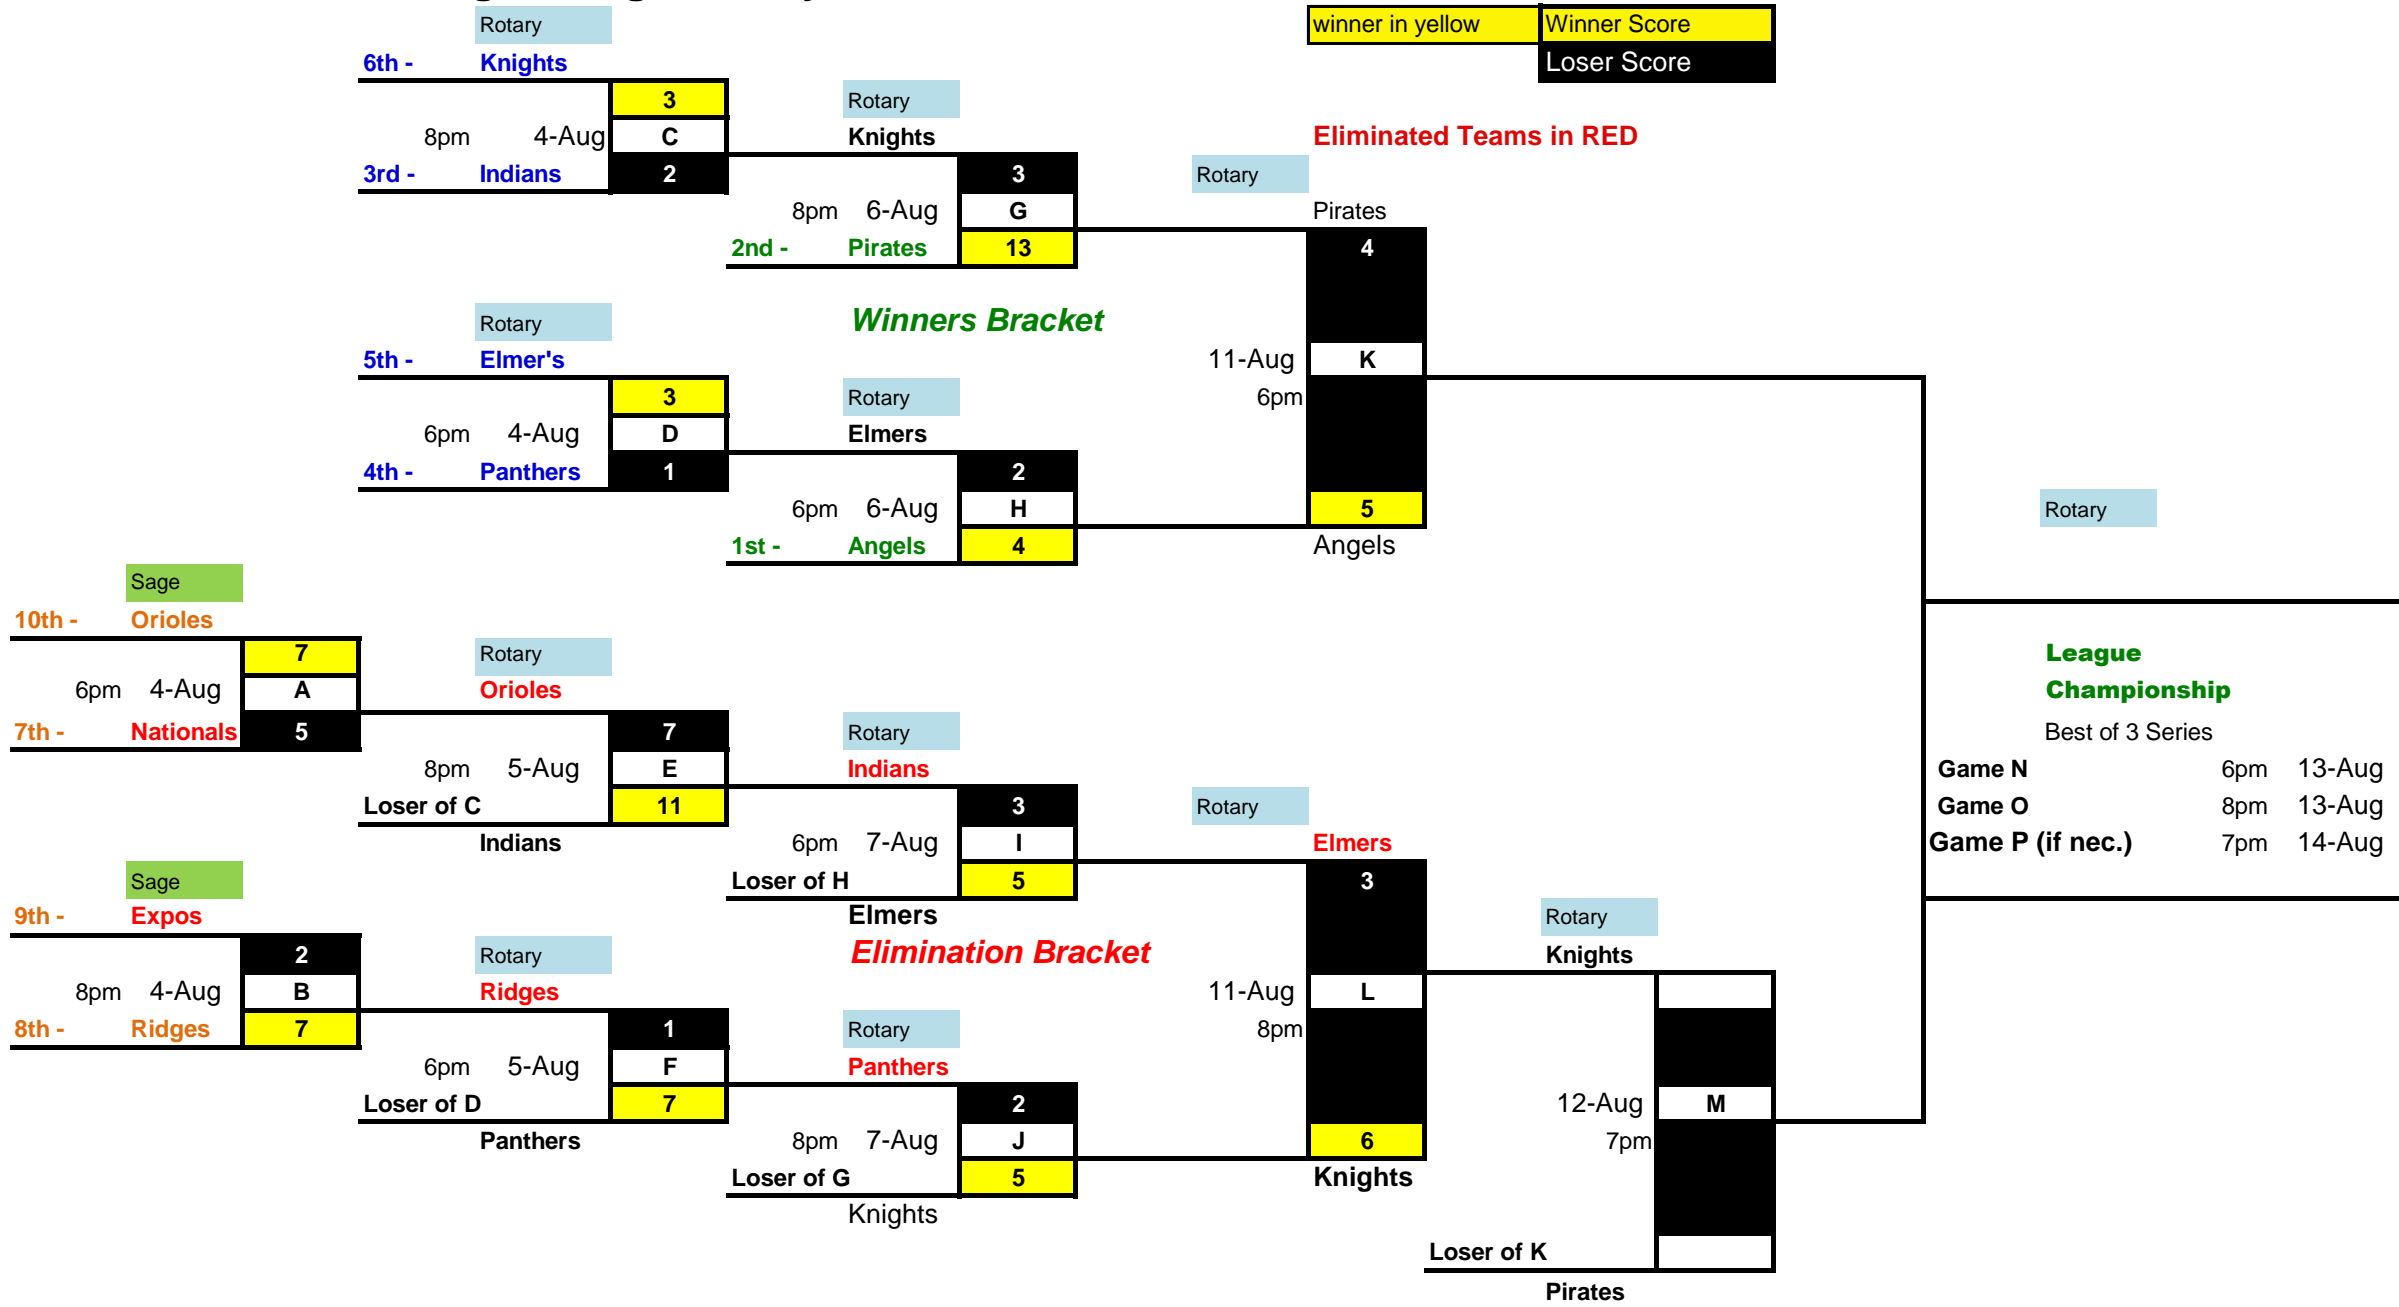 Rotary
winner in yellow Winner Score
6th - Knights
Loser Score
3
Rotary
8pm 4-Aug C
Knights
Eliminated Teams in RED
3rd - Indians 2
3
Rotary
8pm 6-Aug G
Pirates
2nd - Pirates 13
4
Rotary
Winners Bracket
5th - Elmer's
11-Aug K
3
Rotary
6pm
6pm 4-Aug D
Elmers
4th - Panthers 1
2
6pm 6-Aug H
5
Rotary
1st - Angels 4
Angels
Sage
10th - Orioles
7
Rotary
League
6pm 4-Aug A
Orioles
Championship
7th - Nationals 5
7
Rotary
Best of 3 Series
8pm 5-Aug E
Indians
Game N 6pm 13-Aug
Loser of C 11
3
Rotary
Game O 8pm 13-Aug
Indians
6pm 7-Aug I
Elmers
Game P (if nec.) 7pm 14-Aug
Sage
Loser of H 5
3
9th - Expos
Elmers
Rotary
2
Rotary
Elimination Bracket
Knights
8pm 4-Aug B
Ridges
11-Aug L
8th - Ridges 7
1
Rotary
8pm
6pm 5-Aug F
Panthers
Loser of D 7
2
12-Aug M
Panthers
8pm 7-Aug J
6
7pm
Loser of G 5
Knights
Knights
Loser of K
Pirates